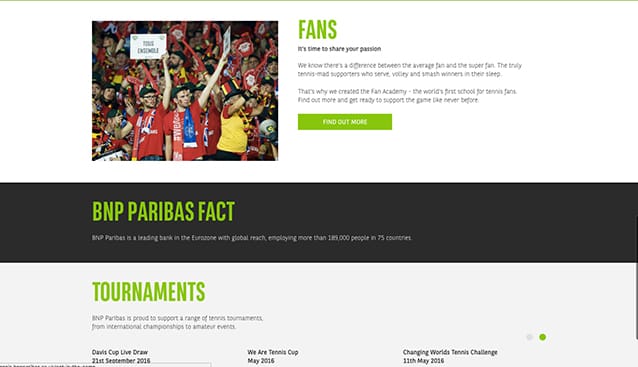 TOUS
ENSEMBLE
FANS
It's time to share your passion
We know there's a difference between the average fan and the super fan. The truly
tennis-mad supporters who serve, volley and smash winners in their sleep.
That's why we created the Fan Academy - the world's first school for tennis fans.
Find out more and get ready to support the game like never before.
FIND OUT MORE
BNP PARIBAS FACT
BNP Paribas is a leading bank in the Eurozone with global reach, employing more than 189,000 people in 75 countries.
TOURNAMENTS
BNP Paribas is proud to support a range of tennis tournaments,
from international championships to amateur events.
Davis Cup Live Draw
21st September 2016
We Are Tennis Cup
May 2016
Changing Worlds Tennis Challenge
11th May 2016